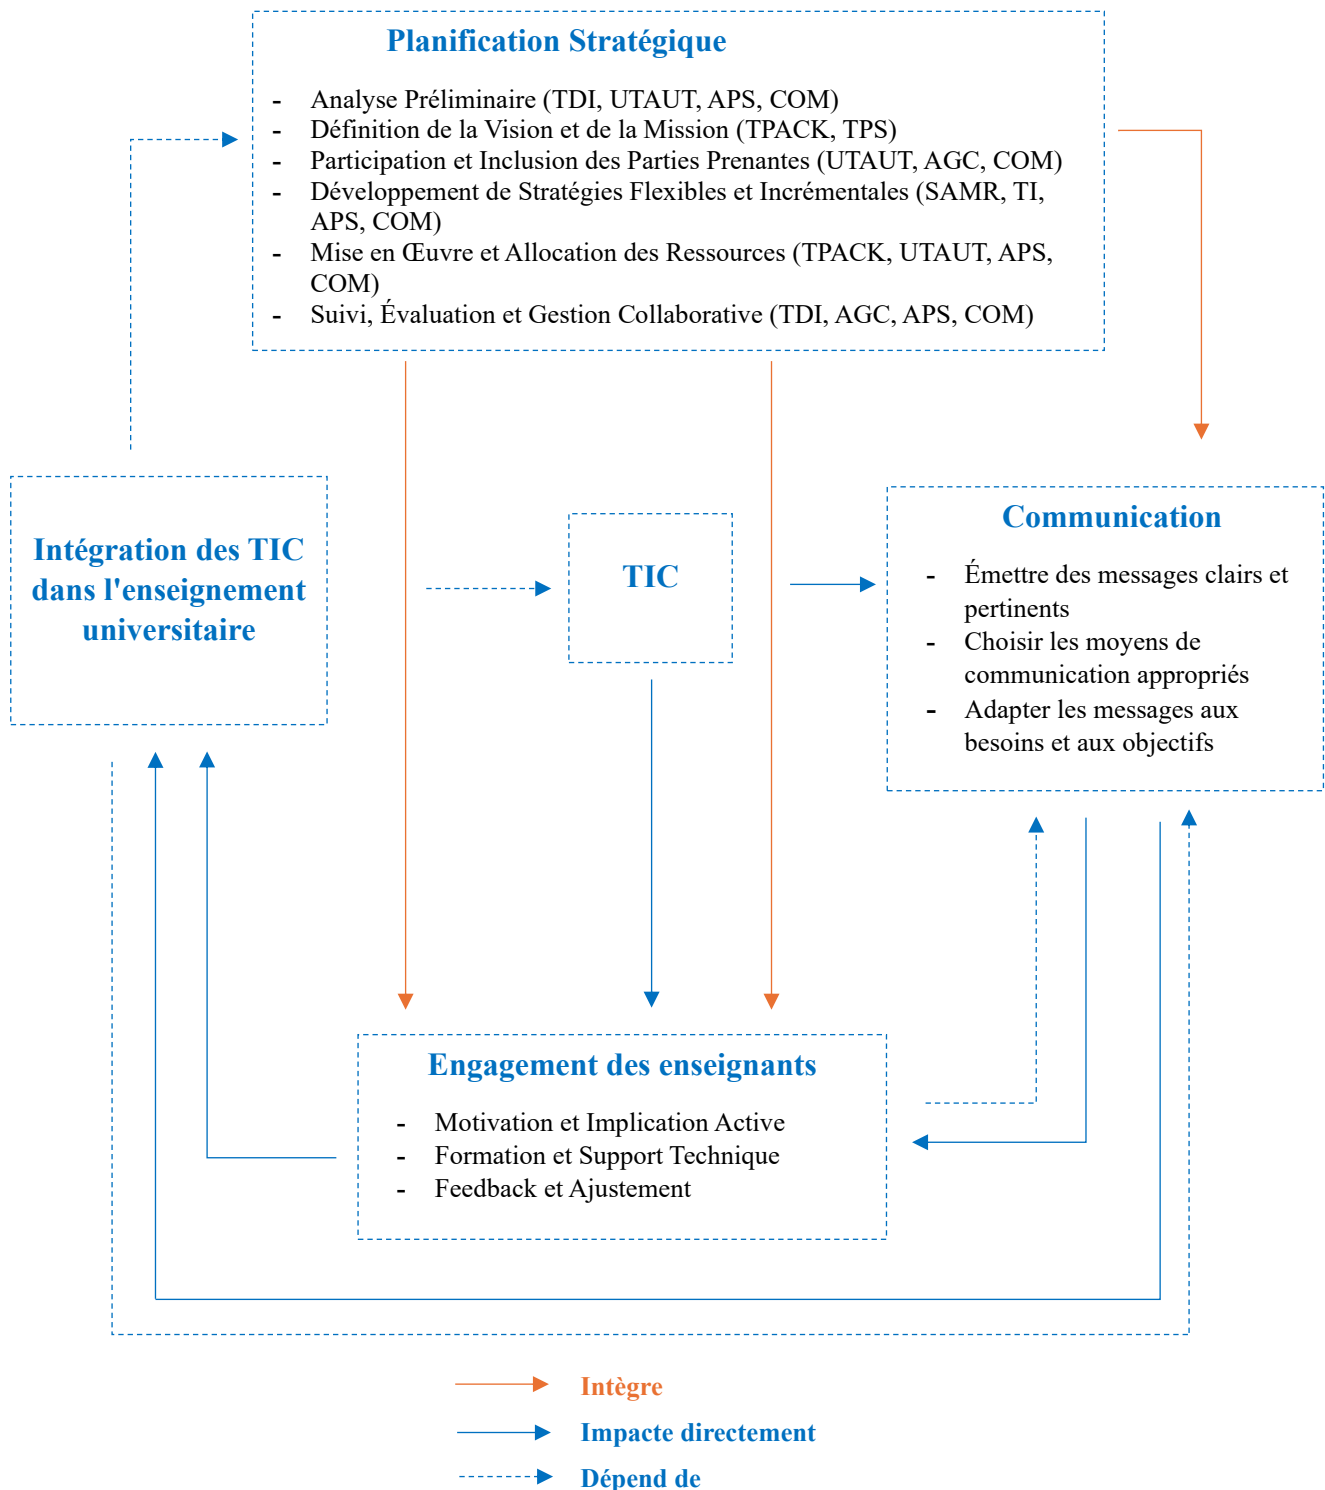 Planification Stratégique
- Analyse Préliminaire (TDI, UTAUT, APS, COM)
- Définition de la Vision et de la Mission (TPACK, TPS)
- Participation et Inclusion des Parties Prenantes (UTAUT, AGC, COM)
- Développement de Stratégies Flexibles et Incrémentales (SAMR, TI,
APS, COM)
- Mise en Œuvre et Allocation des Ressources (TPACK, UTAUT, APS,
COM)
- Suivi, Évaluation et Gestion Collaborative (TDI, AGC, APS, COM)
Intégration des TIC
dans l'enseignement
universitaire
TIC
Communication
- Émettre des messages clairs et
pertinents
- Choisir les moyens de
communication appropriés
- Adapter les messages aux
besoins et aux objectifs
Engagement des enseignants
- Motivation et Implication Active
- Formation et Support Technique
- Feedback et Ajustement
Intègre
Impacte directement
Dépend de